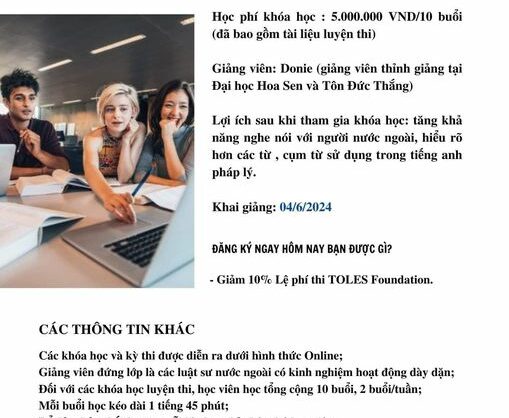 Học phí khóa học : 5.000.000 VND/10 buổi
(đã bao gồm tài liệu luyện thi)
Giảng viên: Donie (giảng viên thỉnh giảng tại
Đại học Hoa Sen và Tôn Đức Thắng)
Lợi ích sau khi tham gia khóa học: tăng khả
năng nghe nói với người nước ngoài, hiểu rõ
hơn các từ , cụm từ sử dụng trong tiếng anh
pháp lý.
Khai giảng: 04/6/2024
ĐĂNG KÝ NGAY HÔM NAY BẠN ĐƯỢC GÌ?
- Giảm 10% Lệ phí thi TOLES Foundation.
CÁC THÔNG TIN KHÁC
Các khóa học và kỳ thi được diễn ra dưới hình thức Online;
Giảng viên đứng lớp là các luật sư nước ngoài có kinh nghiệm hoạt động dày dặn;
Đối với các khóa học luyện thi, học viên học tổng cộng 10 buổi, 2 buổi/tuần;
Mỗi buổi học kéo dài 1 tiếng 45 phút;